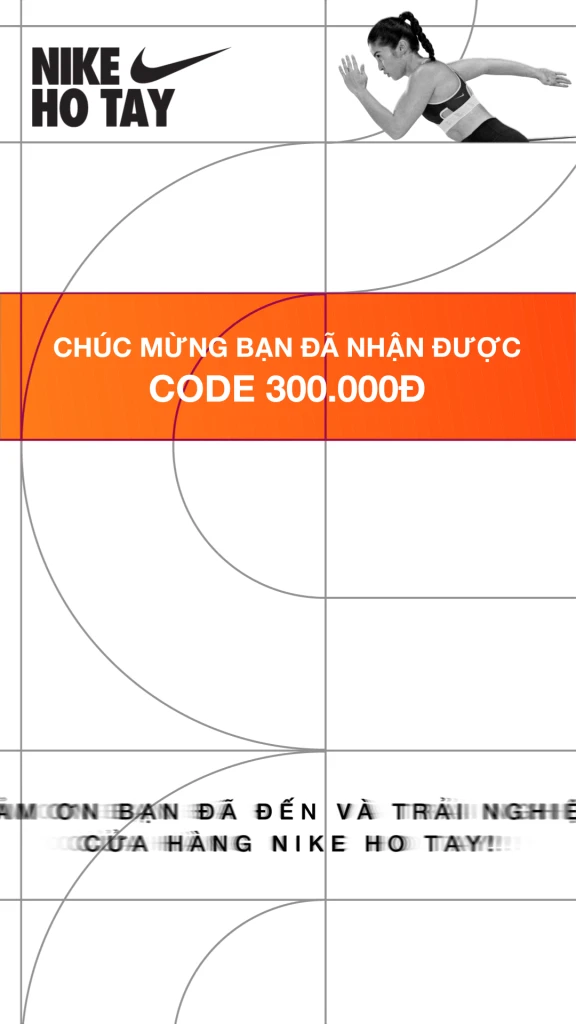 NIKE
HO TAY
CHÚC MỪNG BẠN ĐÃ NHẬN ĐƯỢC
CODE 300.000Đ
ẢM ƠN BẠN ĐÃ ĐẾN VÀ TRẢI NGHIỆ
CỬA HÀNG NIKE HO TAY!!